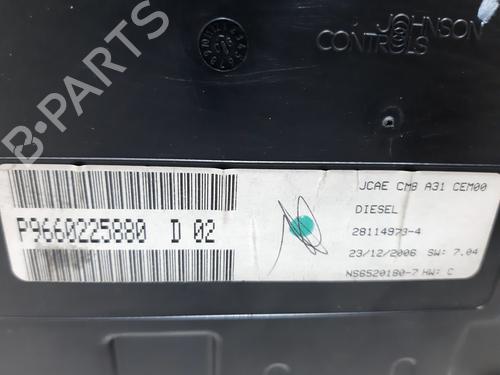 JOHNSON
CONTROLS
B-PARTS
JCAE CM8 A31 CEM00
DIESEL
P9660225880 D 02
28114973-4
23/12/2006 SW: 7.04
NS6520180-7 HW: C